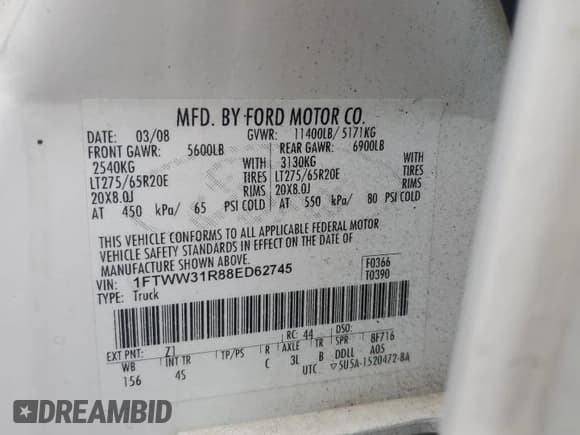 MFD. BY FORD MOTOR CO.
DATE: 03/08 GVWR: 11400LB/ 5171KG
FRONT GAWR: 5600LB REAR GAWR: 6900LB
2540KG 3130KG
LT275/65R20E TIRES LT275/65R20E TIRES
20X8.0J RIMS 20X8.0J RIMS
AT 450 kPa/ 65 PSI COLD AT 550 kPa/ 80 PSI COLD
THIS VEHICLE CONFORMS TO ALL APPLICABLE FEDERAL MOTOR
VEHICLE SAFETY STANDARDS IN EFFECT ON THE DATE OF
MANUFACTURE SHOWN ABOVE.
VIN: 1FTWW31R88ED62745 F0366
TYPE: Truck T0390
EXT PNT: Z1 RC: 44 DSO:
WB INT TR TP/PS R AXLE TR SPR 8F716
156 4S C 3L B DDLL A05
UTC ▽5U5A-1520472-BA
DREAMBID